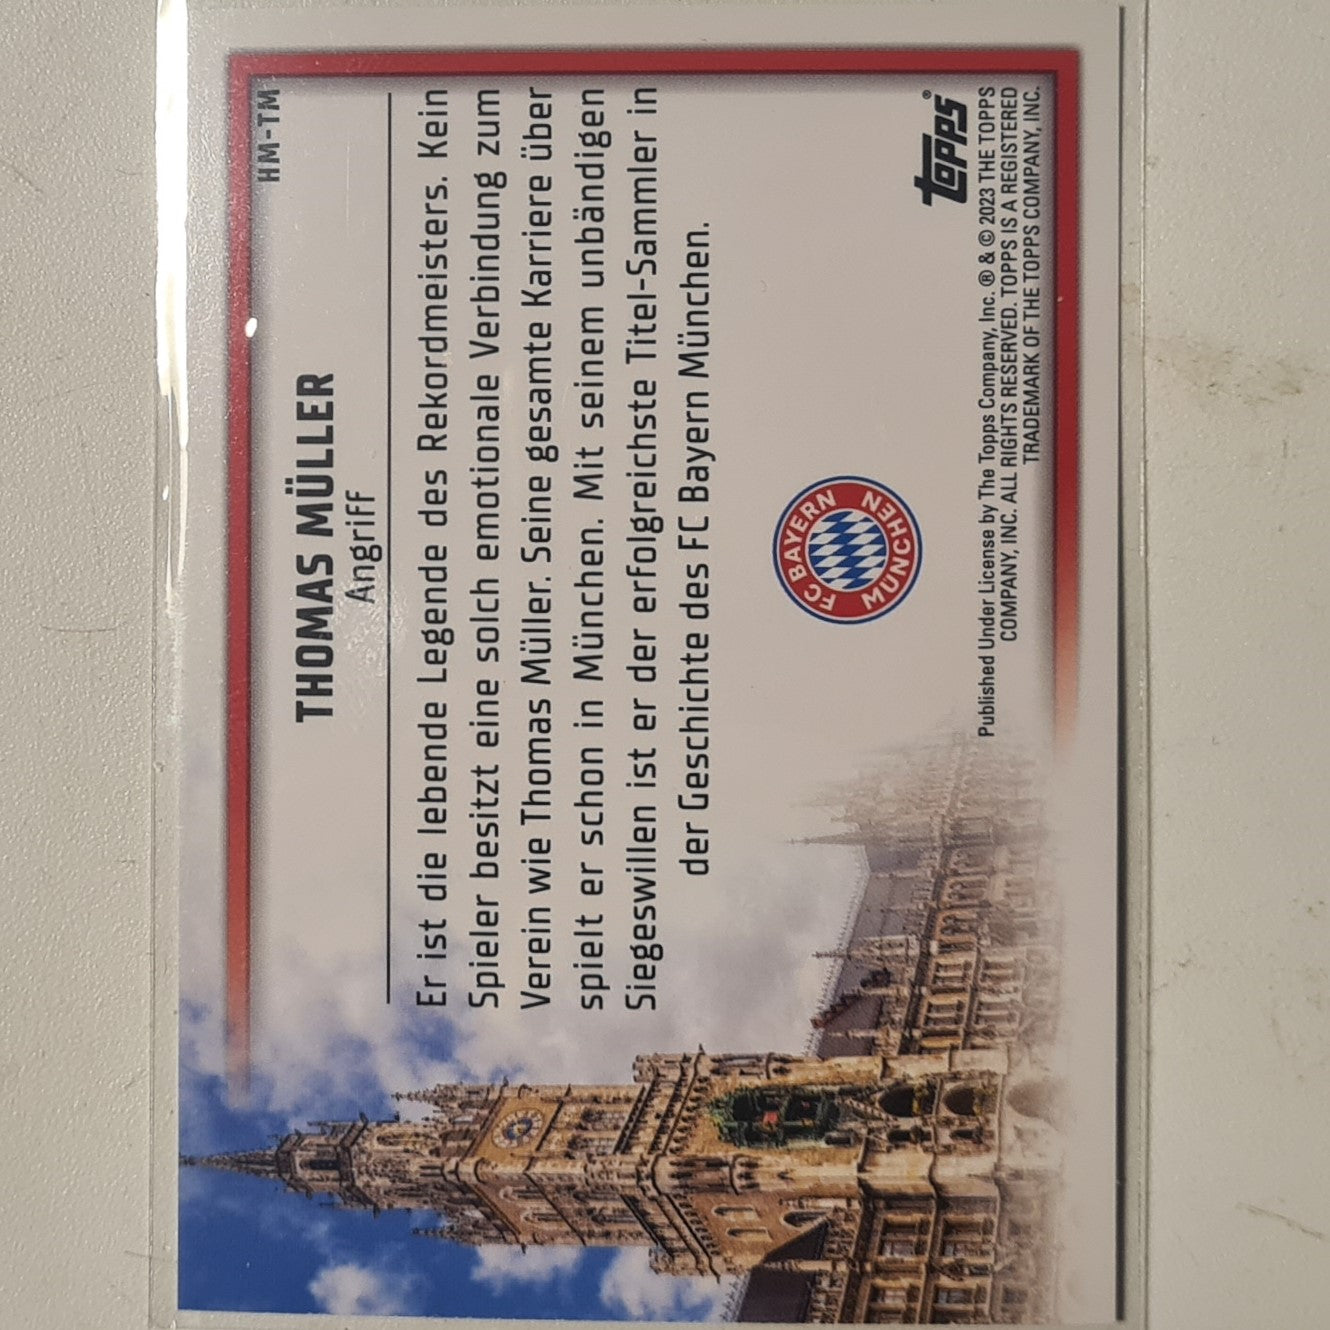 HM-TM
THOMAS MÜLLER
Angriff
Er ist die lebende Legende des Rekordmeisters. Kein
Spieler besitzt eine solch emotionale Verbindung zum
Verein wie Thomas Müller. Seine gesamte Karriere über
spielt er schon in München. Mit seinem unbändigen
Siegeswillen ist er der erfolgreichste Titel-Sammler in
der Geschichte des FC Bayern München.
FC BAYERN
MÜNCHEN
topps®
Published Under License by The Topps Company, Inc. ® & © 2023 THE TOPPS
COMPANY, INC. ALL RIGHTS RESERVED. TOPPS IS A REGISTERED
TRADEMARK OF THE TOPPS COMPANY, INC.